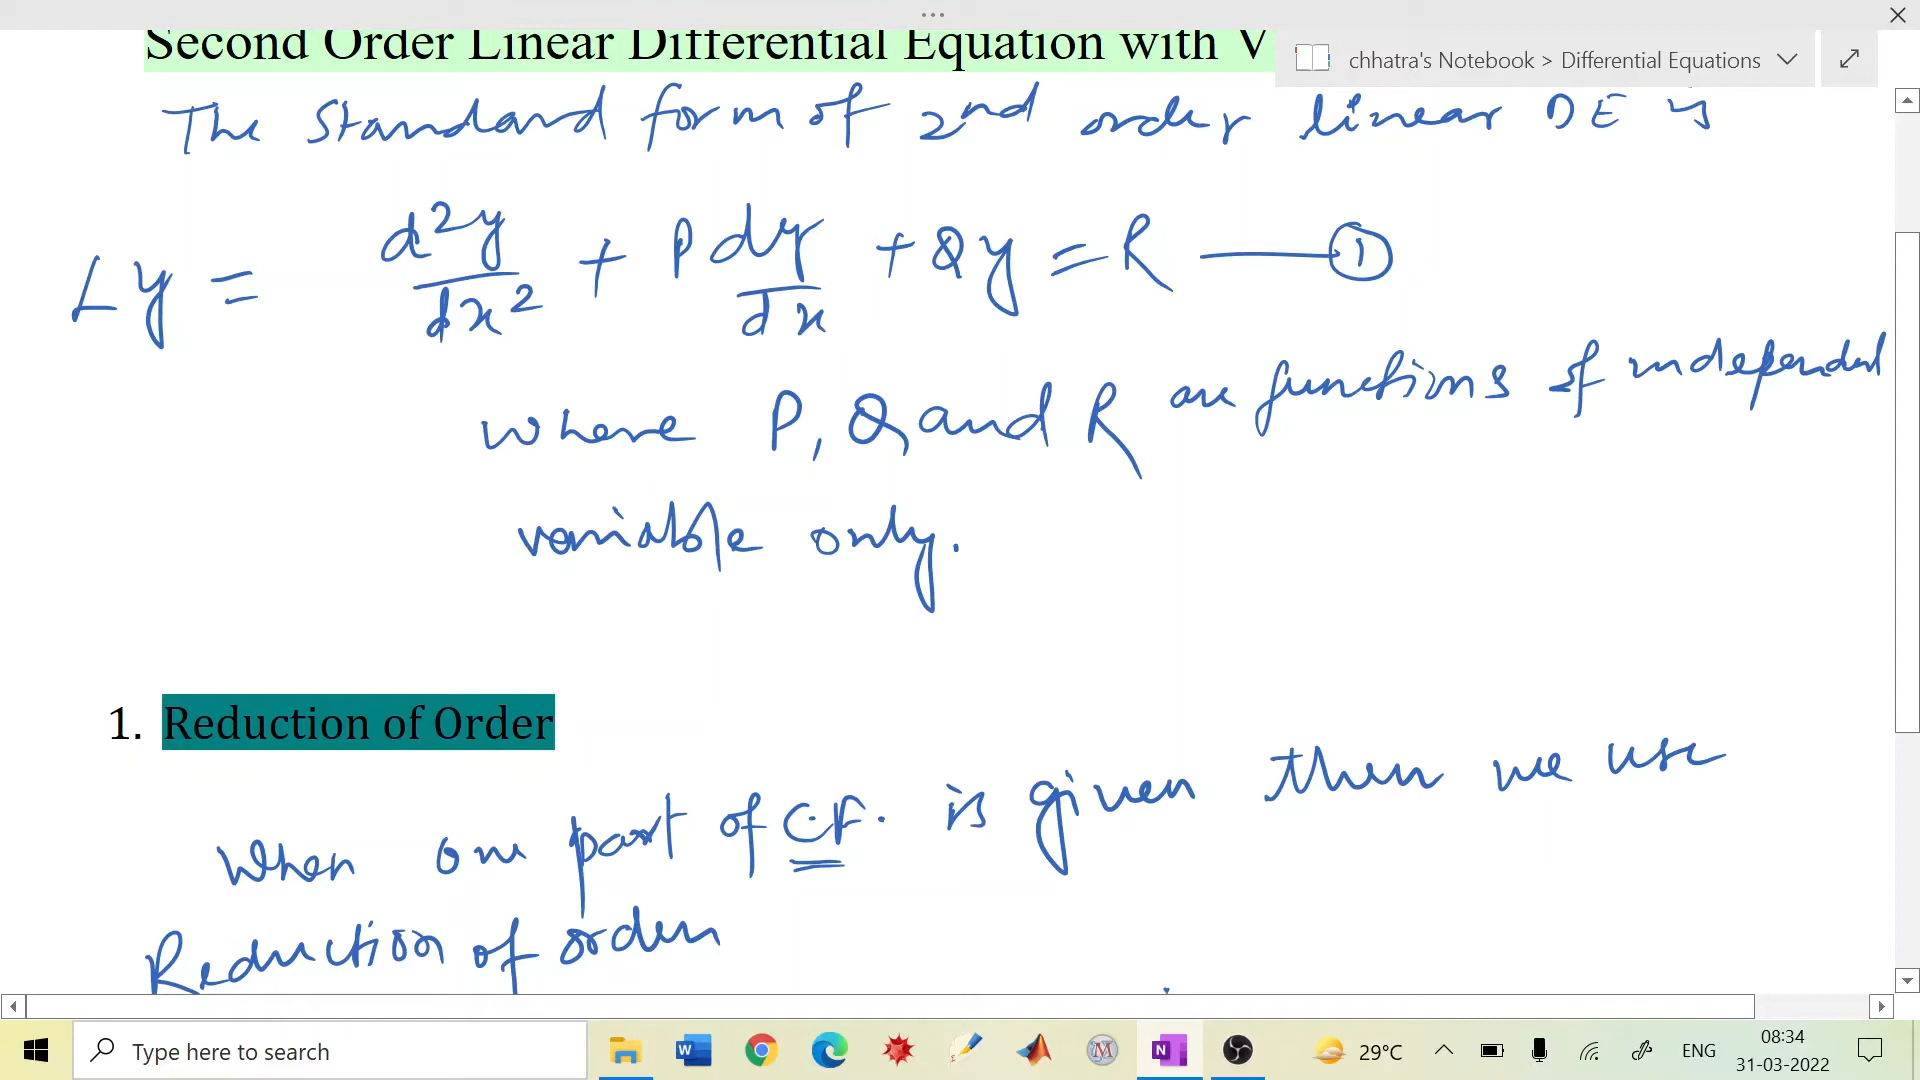 Second Order Linear Differential Equation with V
chhatra's Notebook > Differential Equations
The Standard form of 2nd order linear DE is
Ly = d²y/dx² + P dy/dx + Qy = R ——— ①
where P, Q and R are functions of independent
variable only.
1. Reduction of Order
When one part of C.F. is given then we use
Reduction of order
Type here to search
29°C
ENG
08:34
31-03-2022